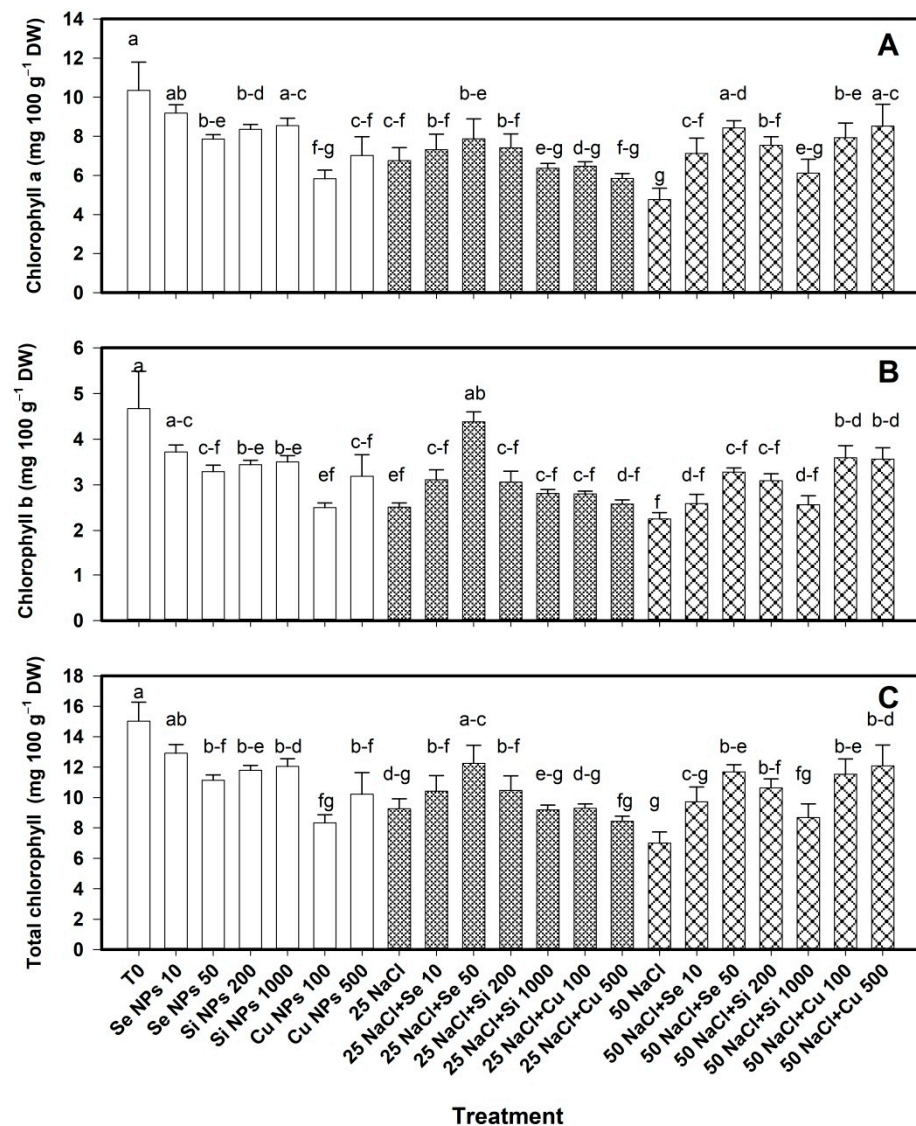 14
12
10
8
6
4
2
0
Chlorophyll a (mg 100 g⁻¹ DW)
A
a
ab
b-e
b-d
a-c
f-g
c-f
c-f
c-f
b-e
b-f
e-g
d-g
f-g
g
c-f
a-d
b-f
e-g
b-e
a-c
6
5
4
3
2
1
0
Chlorophyll b (mg 100 g⁻¹ DW)
B
a
a-c
c-f
b-e
b-e
ef
c-f
ef
c-f
ab
c-f
c-f
c-f
d-f
f
d-f
c-f
c-f
d-f
b-d
b-d
18
16
14
12
10
8
6
4
2
0
Total chlorophyll (mg 100 g⁻¹ DW)
C
a
ab
b-f
b-e
b-d
fg
b-f
d-g
b-f
a-c
b-f
e-g
d-g
fg
g
c-g
b-e
b-f
fg
b-e
b-d
T0
Se NPs 10
Se NPs 50
Si NPs 200
Si NPs 1000
Cu NPs 100
Cu NPs 500
25 NaCl
25 NaCl+Se 10
25 NaCl+Se 50
25 NaCl+Si 200
25 NaCl+Si 1000
25 NaCl+Cu 100
25 NaCl+Cu 500
50 NaCl
50 NaCl+Se 10
50 NaCl+Se 50
50 NaCl+Si 200
50 NaCl+Si 1000
50 NaCl+Cu 100
50 NaCl+Cu 500
Treatment